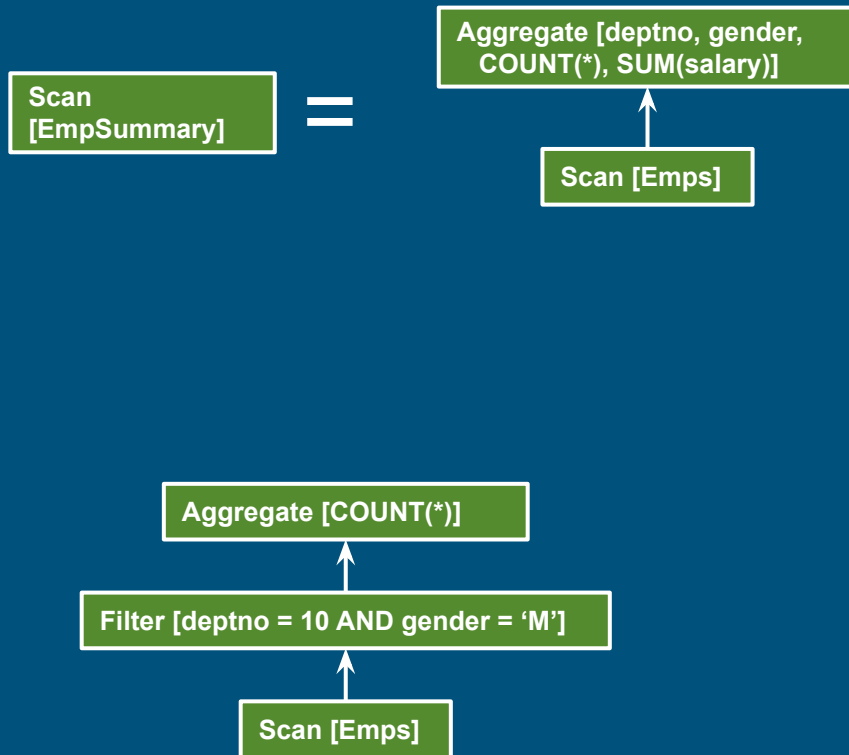 Aggregate [deptno, gender,
COUNT(*), SUM(salary)]
Scan
[EmpSummary]
=
Scan [Emps]
Aggregate [COUNT(*)]
Filter [deptno = 10 AND gender = ‘M’]
Scan [Emps]